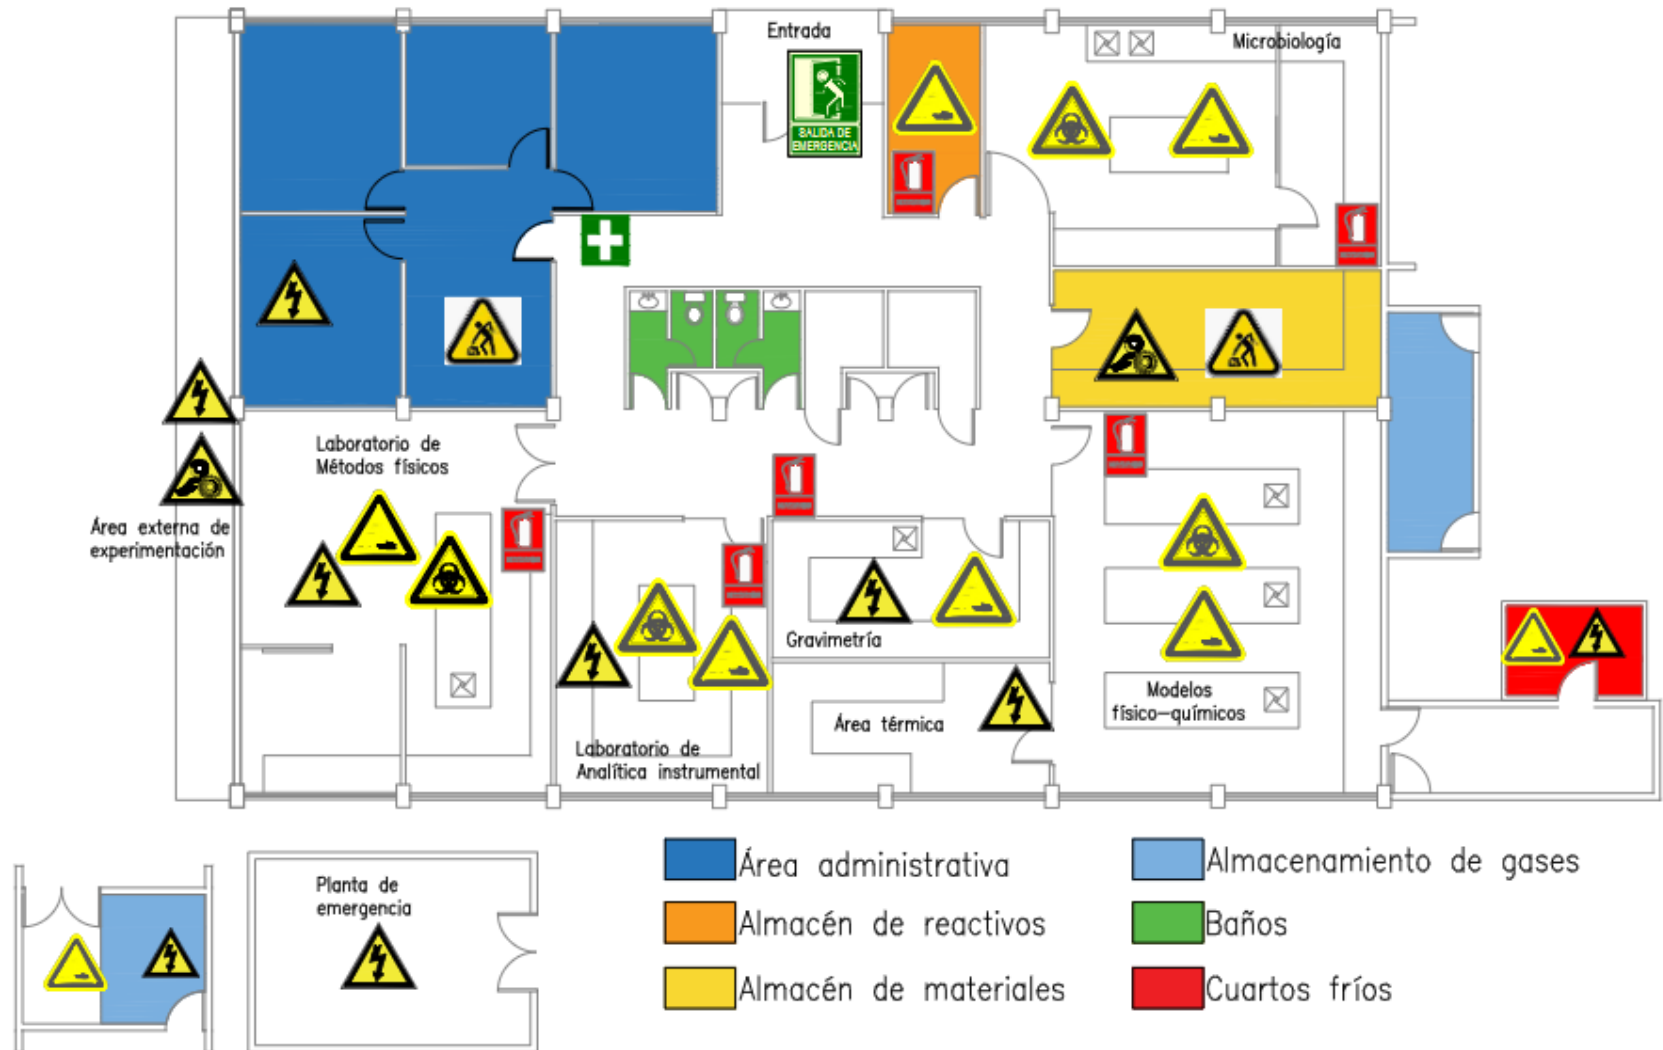 Entrada
Microbiología
SALIDA DE
EMERGENCIA
Laboratorio de
Métodos físicos
Área externa de
experimentación
Gravimetría
Área térmica
Modelos
físico-químicos
Laboratorio de
Analítica instrumental
Planta de
emergencia
Área administrativa
Almacén de reactivos
Almacén de materiales
Almacenamiento de gases
Baños
Cuartos fríos